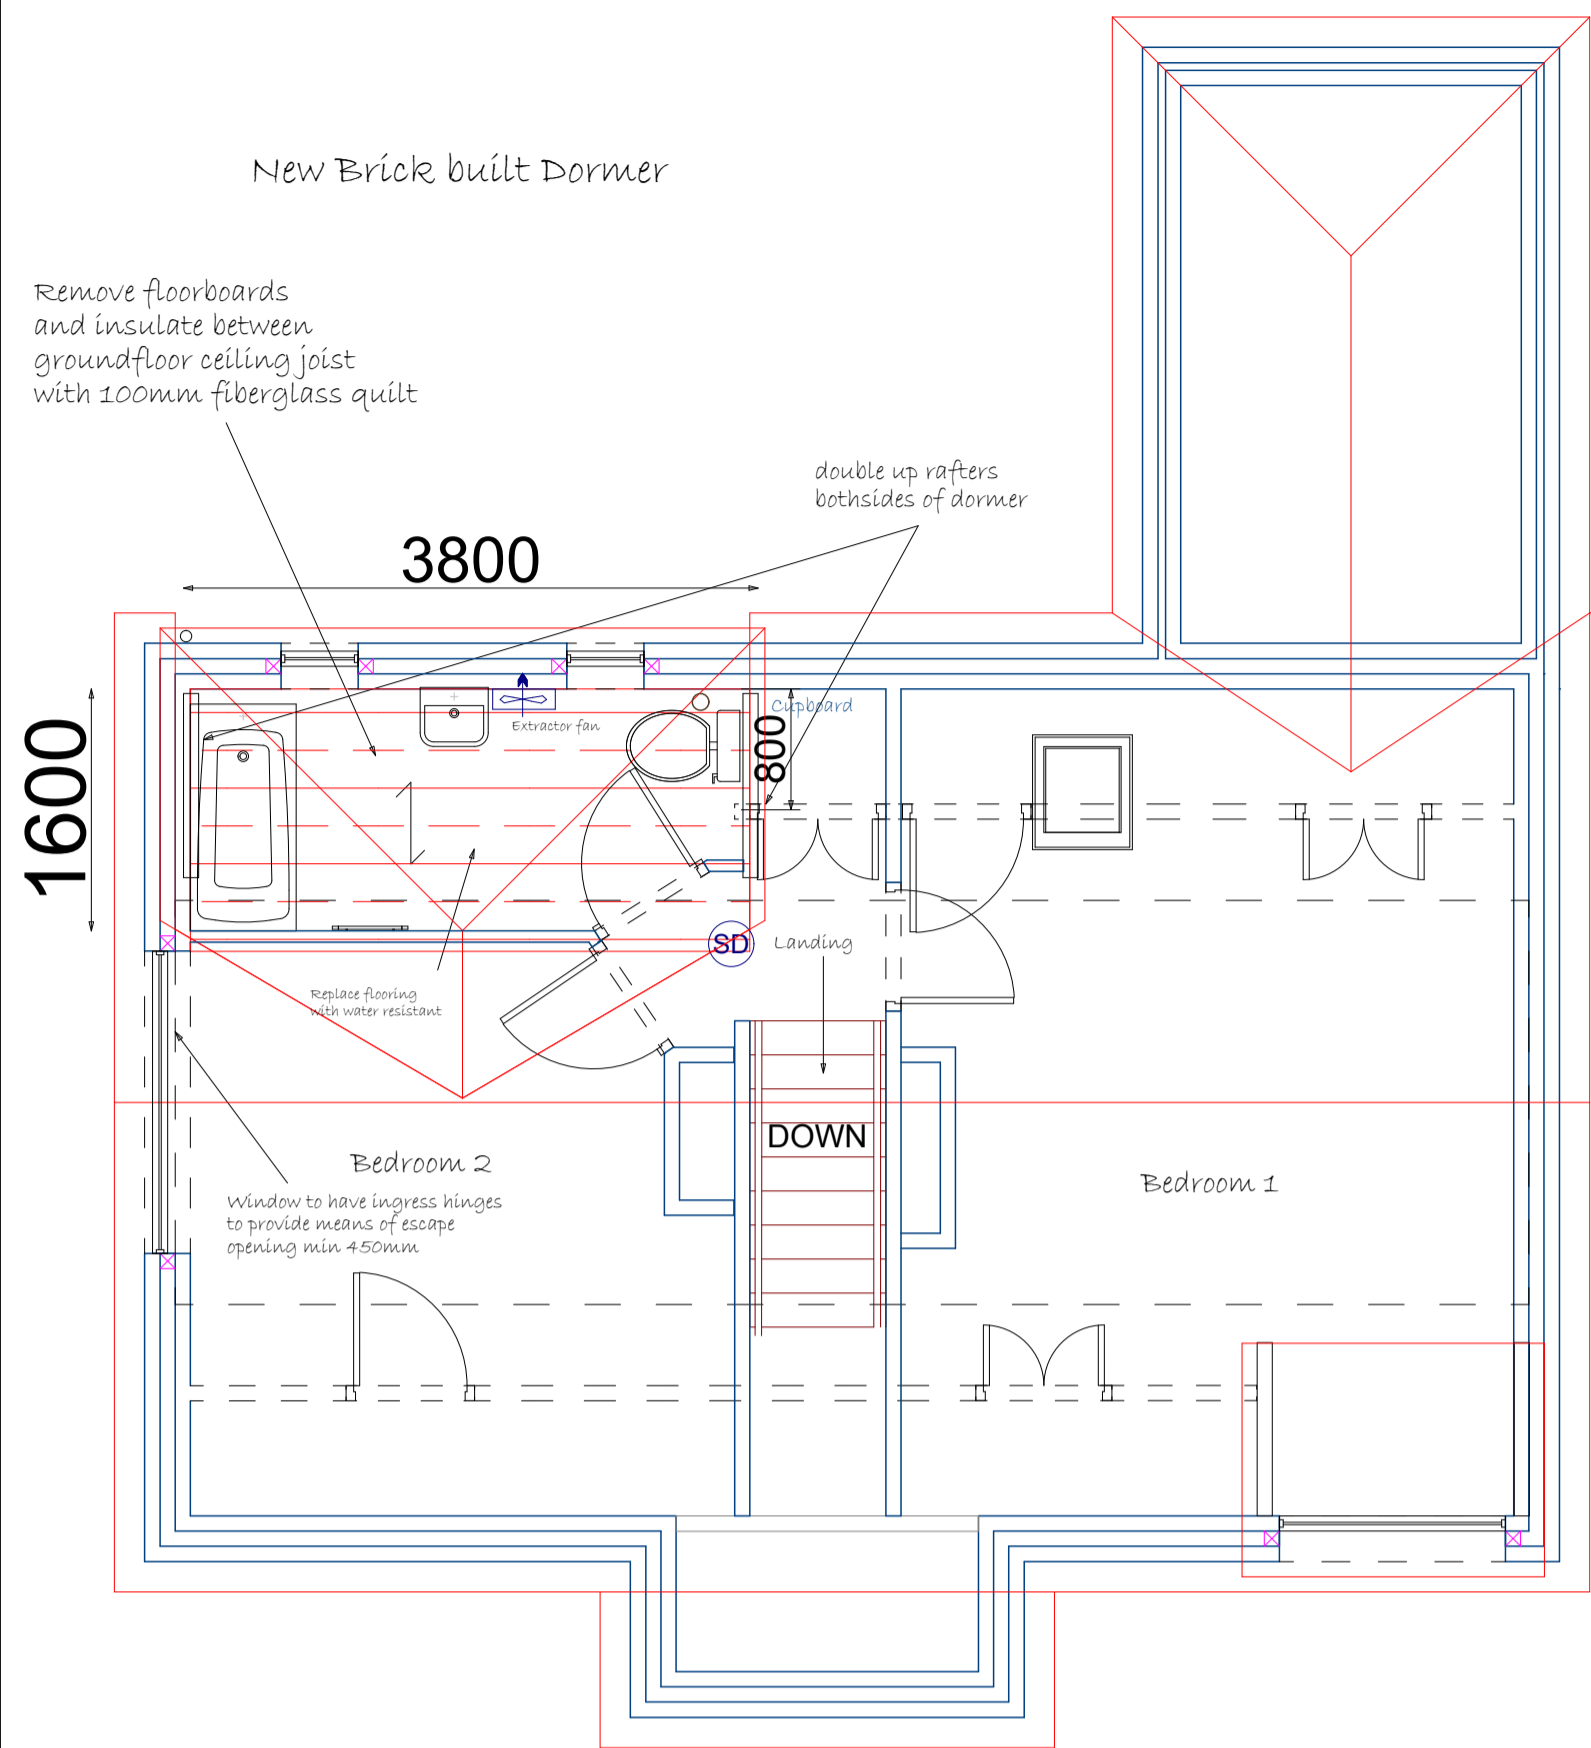 New Brick built Dormer
Remove floorboards
and insulate between
groundfloor ceiling joist
with 100mm fiberglass quilt
double up rafters
bothsides of dormer
3800
1600
Cupboard
800
Extractor fan
SD
Landing
Replace flooring
with water resistant
DOWN
Bedroom 2
Bedroom 1
Window to have ingress hinges
to provide means of escape
opening min 450mm